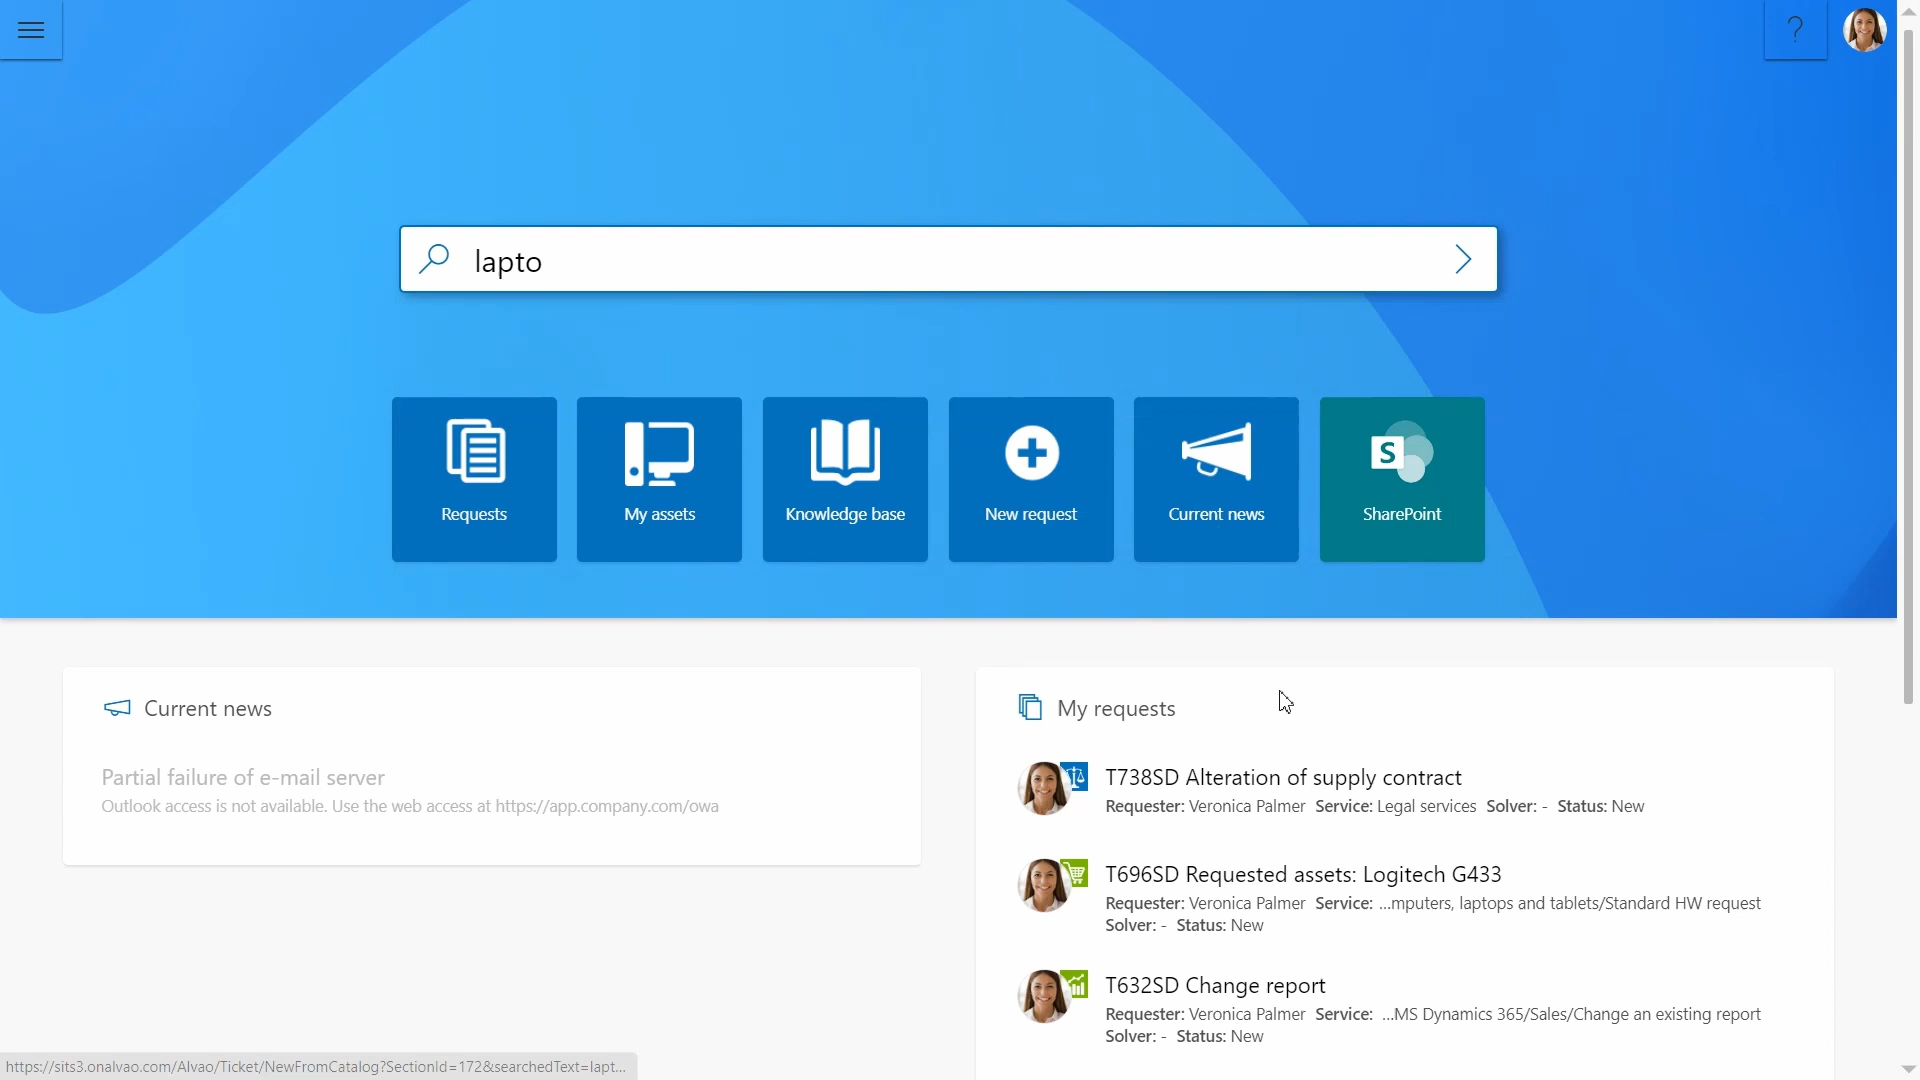 ?
lapto
Requests
My assets
Knowledge base
New request
Current news
S
SharePoint
Current news
Partial failure of e-mail server
Outlook access is not available. Use the web access at https://app.company.com/owa
My requests
T738SD Alteration of supply contract
Requester: Veronica Palmer Service: Legal services Solver: - Status: New
T696SD Requested assets: Logitech G433
Requester: Veronica Palmer Service: ...mputers, laptops and tablets/Standard HW request
Solver: - Status: New
T632SD Change report
Requester: Veronica Palmer Service: ...MS Dynamics 365/Sales/Change an existing report
Solver: - Status: New
https://sits3.onalvao.com/Alvao/Ticket/NewFromCatalog?SectionId=172&searchedText=lapt...